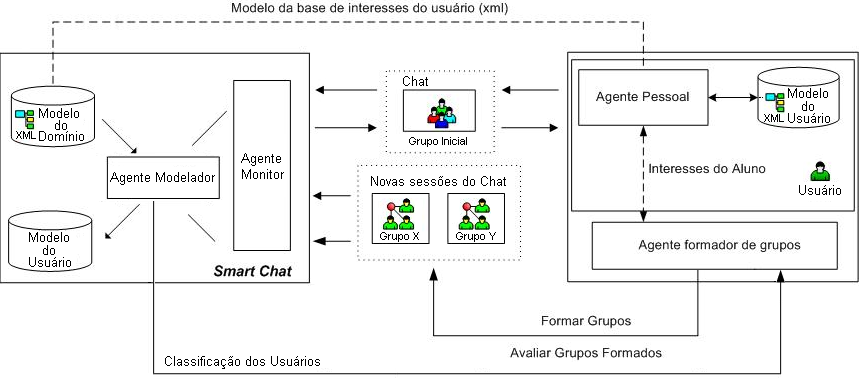 Modelo da base de interesses do usuário (xml)
Modelo
do
XML Domínio
Agente Modelador
Modelo
do
Usuário
Agente
Monitor
Smart Chat
Chat
Grupo Inicial
Novas sessões do Chat
Grupo X
Grupo Y
Agente Pessoal
Modelo
do
XML Usuário
Interesses do Aluno
Usuário
Agente formador de grupos
Formar Grupos
Avaliar Grupos Formados
Classificação dos Usuários